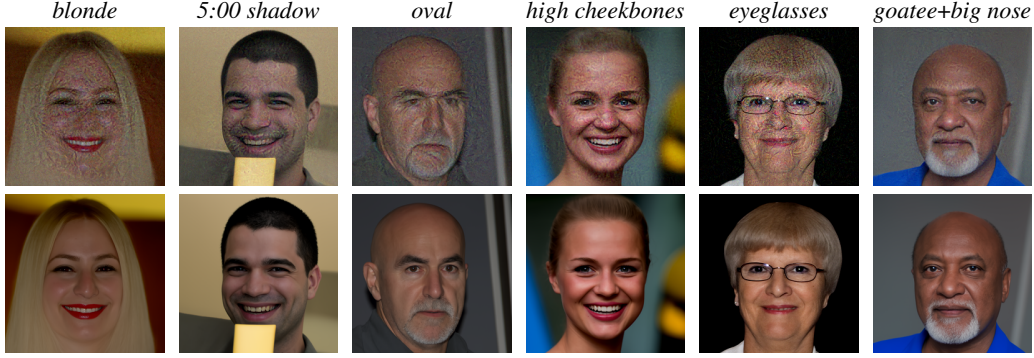 blonde
5:00 shadow
oval
high cheekbones
eyeglasses
goatee+big nose